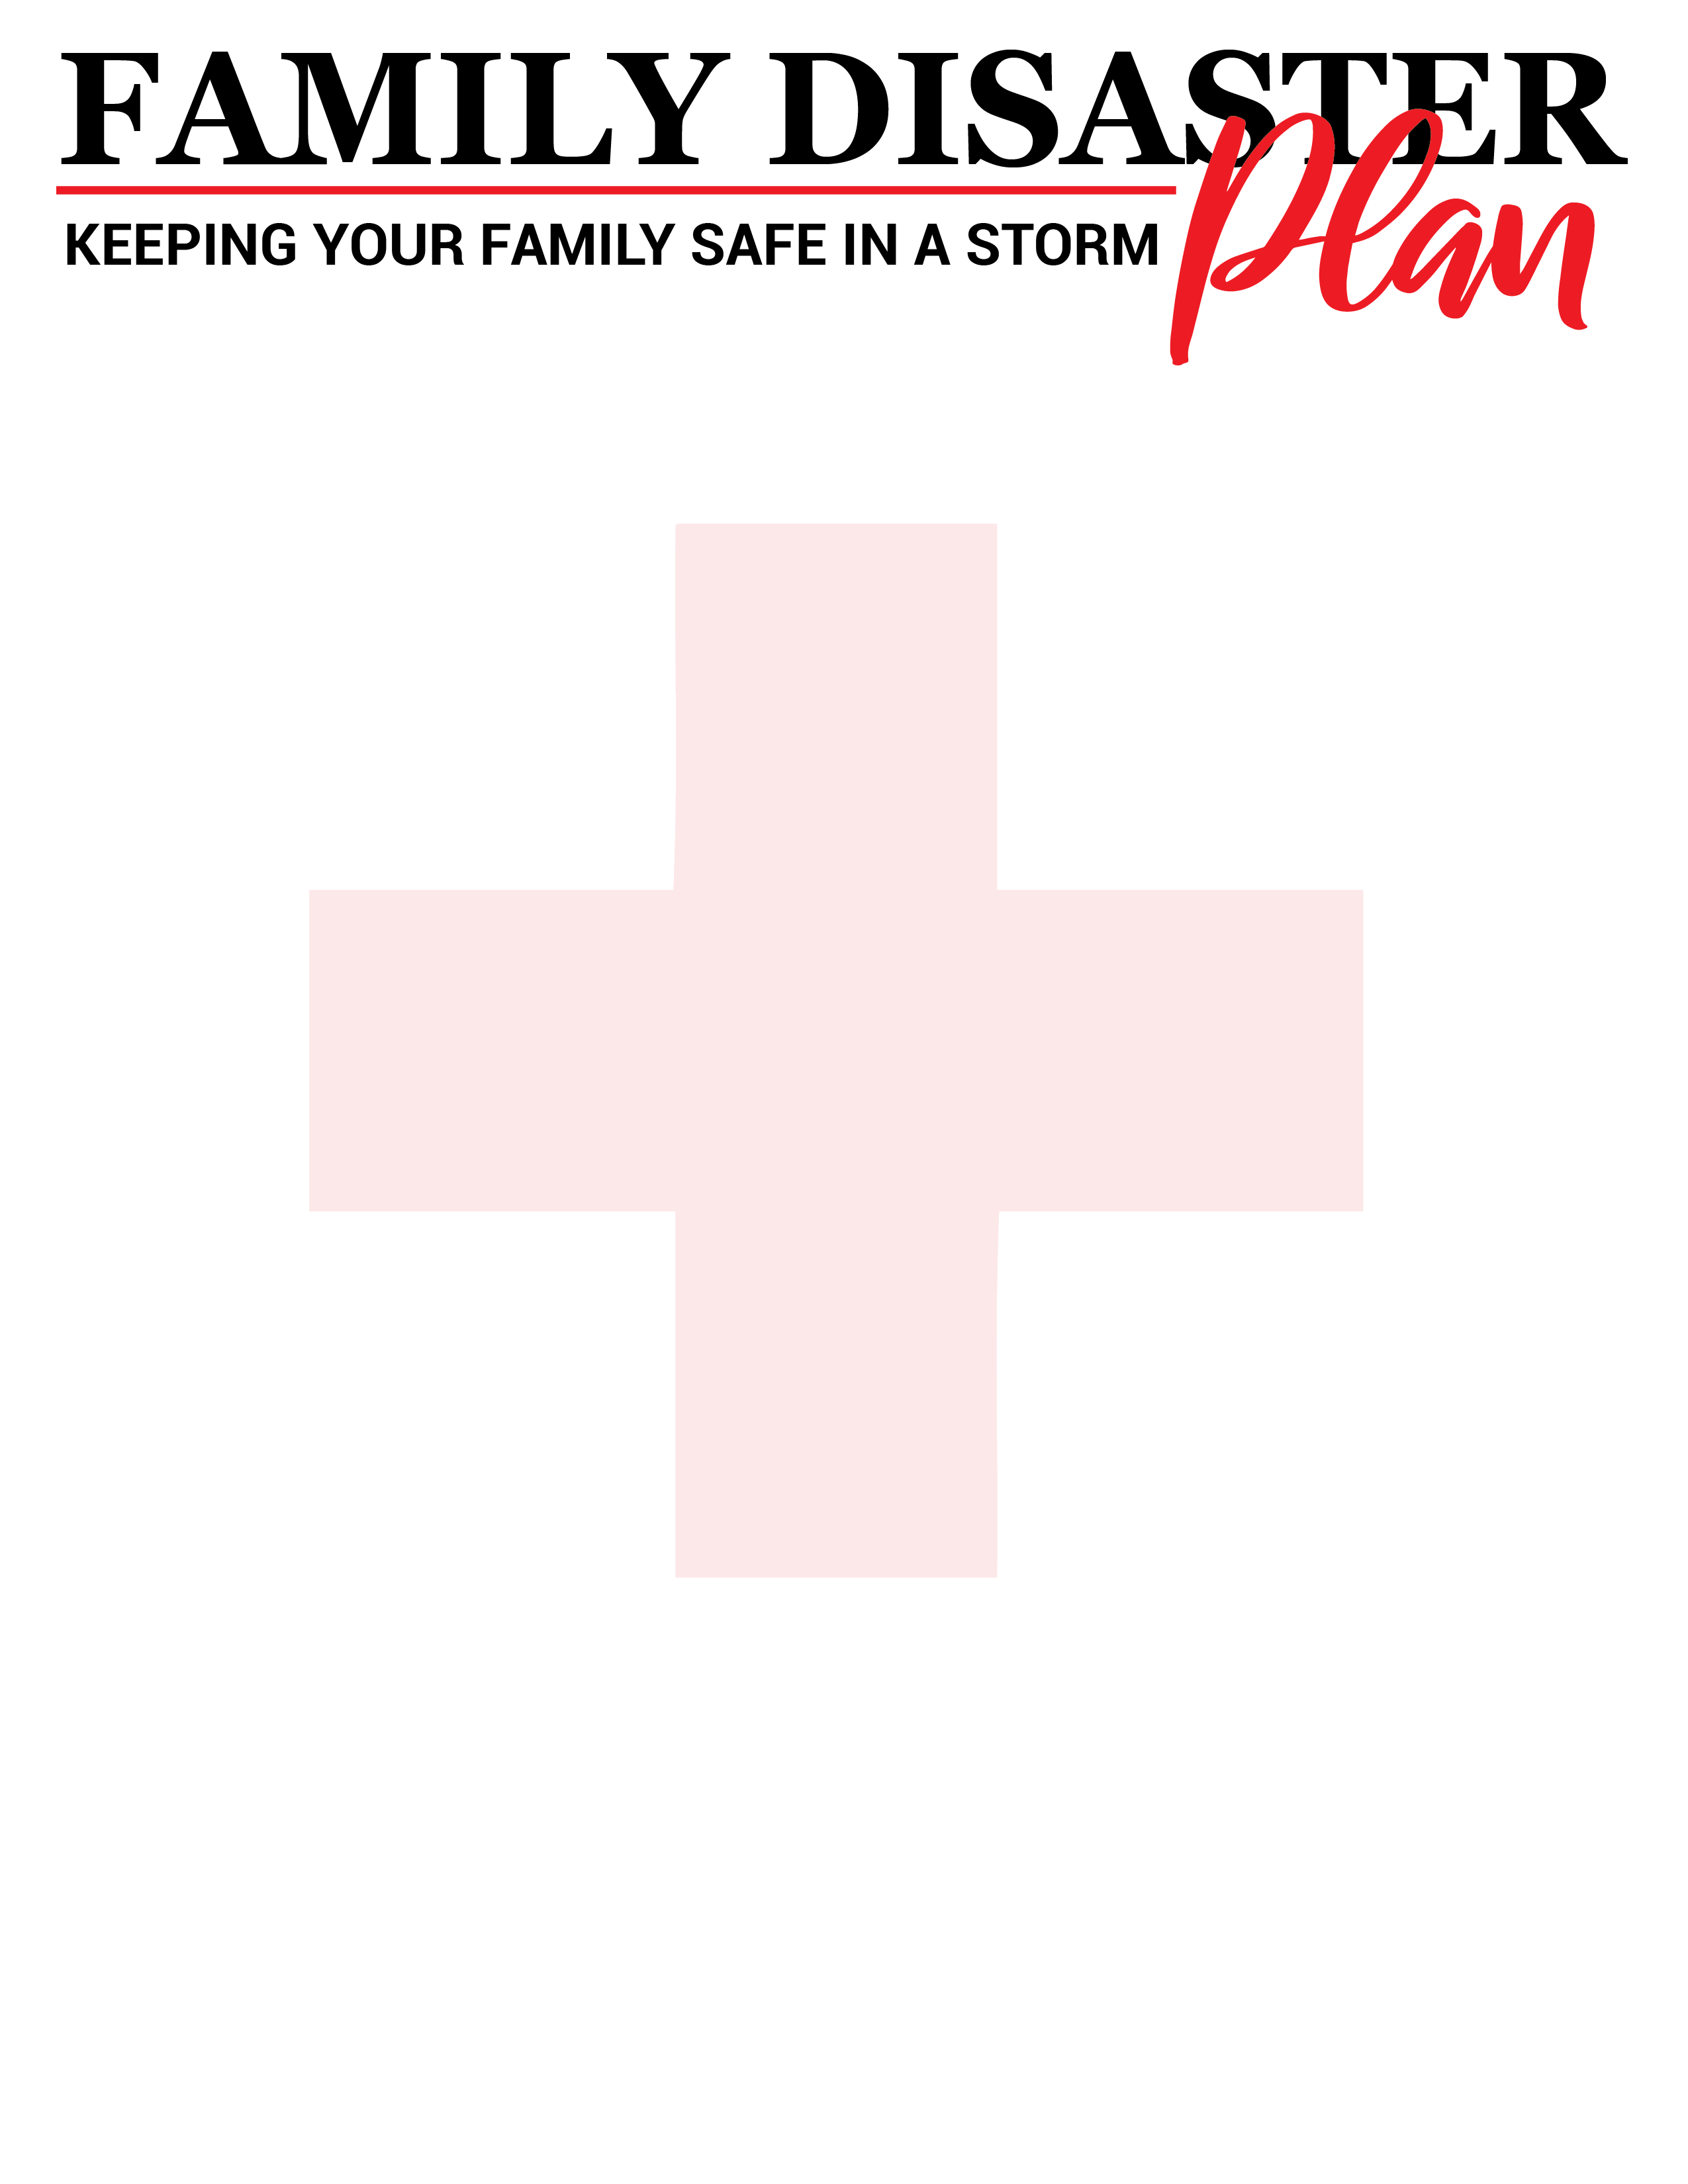 FAMILY DISASTER
Plan
KEEPING YOUR FAMILY SAFE IN A STORM